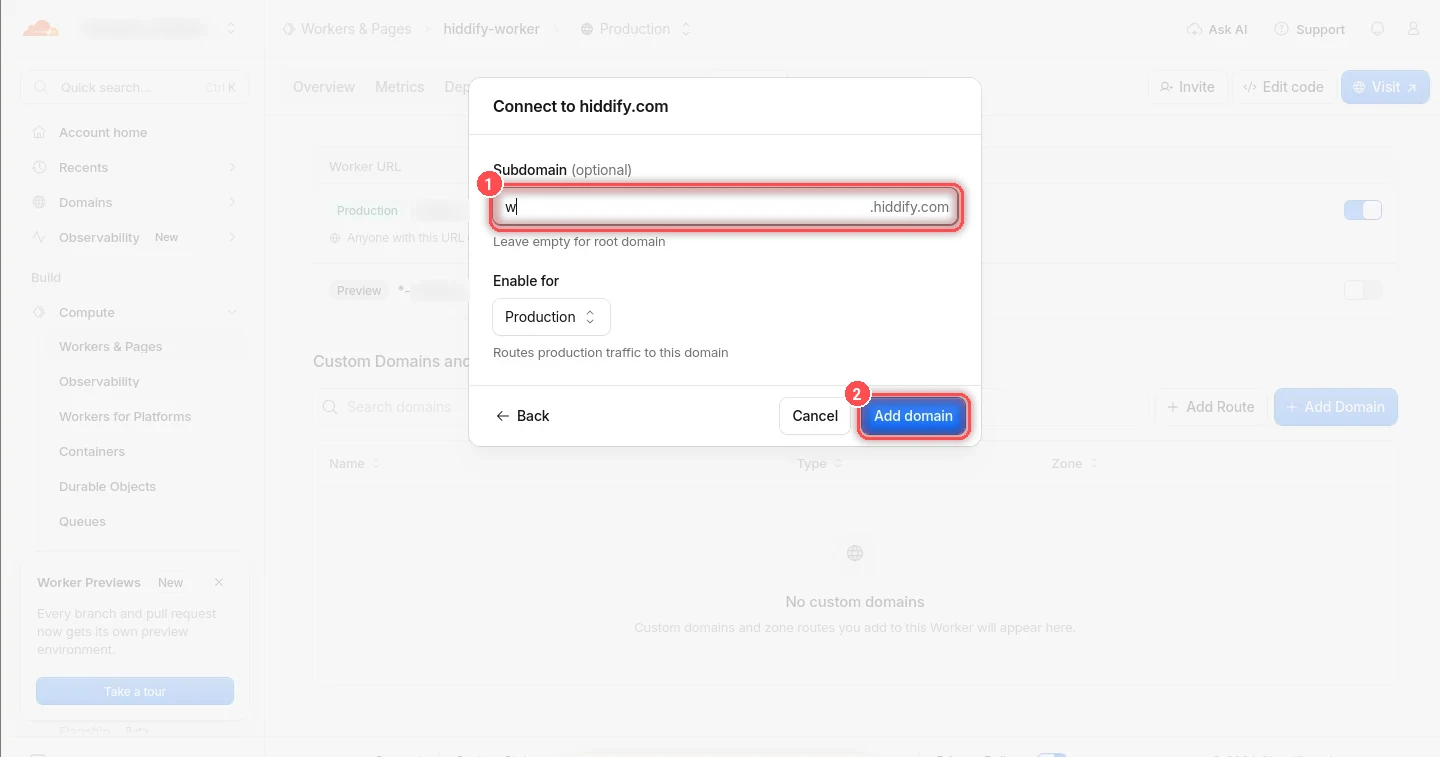 Workers & Pages
hiddify-worker
Production
Ask AI
Support
Quick search...
Ctrl K
Overview
Metrics
Dep
Invite
Edit code
Visit
Account home
Recents
Domains
Observability New
Build
Compute
Workers & Pages
Observability
Workers for Platforms
Containers
Durable Objects
Queues
Worker Previews New
Every branch and pull request
now gets its own preview
environment.
Take a tour
Worker URL
Production
Anyone with this URL
Preview
*-
Custom Domains and
Search domains
Add Route
Add Domain
Name
Type
Zone
No custom domains
Custom domains and zone routes you add to this Worker will appear here.
Connect to hiddify.com
Subdomain (optional)
1
w
.hiddify.com
Leave empty for root domain
Enable for
Production
Routes production traffic to this domain
Back
Cancel
2
Add domain